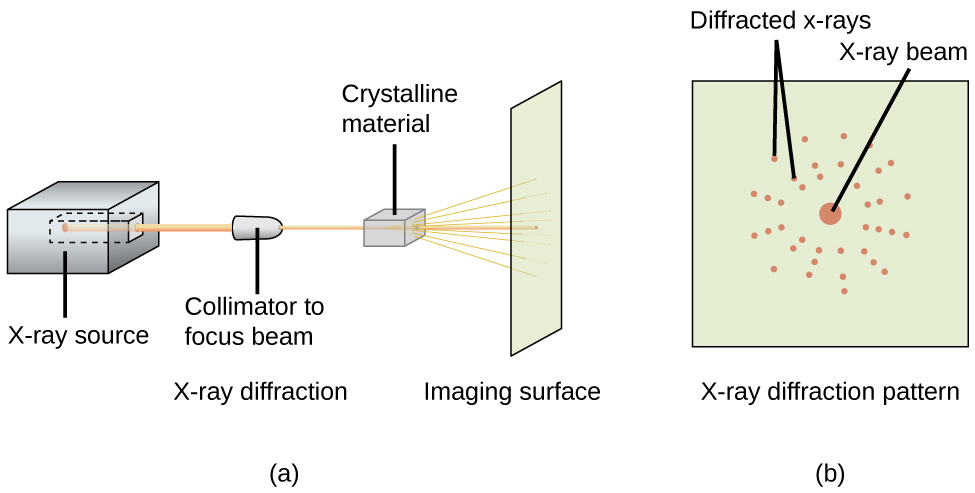 Diffracted x-rays
X-ray beam
Crystalline
material
X-ray source
Collimator to
focus beam
X-ray diffraction
Imaging surface
X-ray diffraction pattern
(a)
(b)